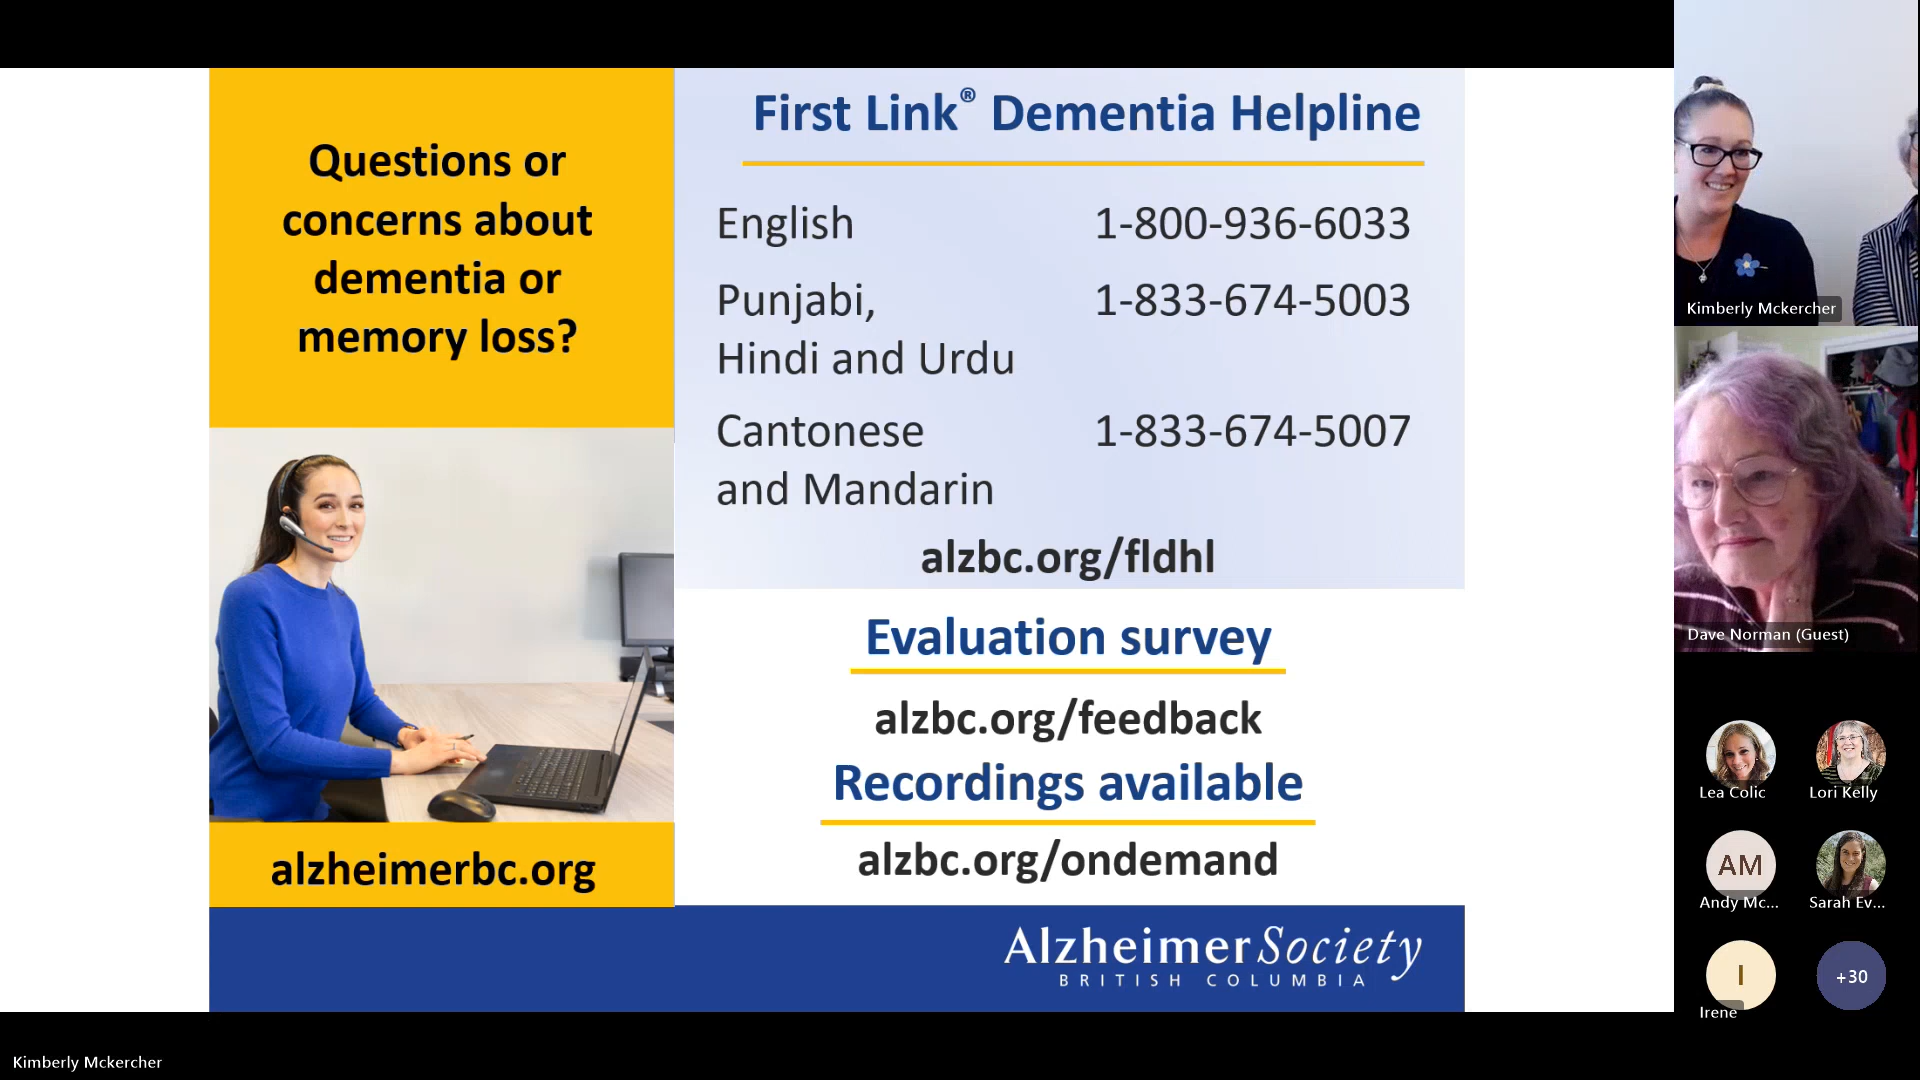 Questions or
concerns about
dementia or
memory loss?
alzheimerbc.org
First Link® Dementia Helpline
English 1-800-936-6033
Punjabi, 1-833-674-5003
Hindi and Urdu
Cantonese 1-833-674-5007
and Mandarin
alzbc.org/fldhl
Evaluation survey
alzbc.org/feedback
Recordings available
alzbc.org/ondemand
AlzheimerSociety
BRITISH COLUMBIA
Kimberly Mckercher
Dave Norman (Guest)
Lea Colic
Lori Kelly
AM
Andy Mc...
Sarah Ev...
I
Irene
+30
Kimberly Mckercher